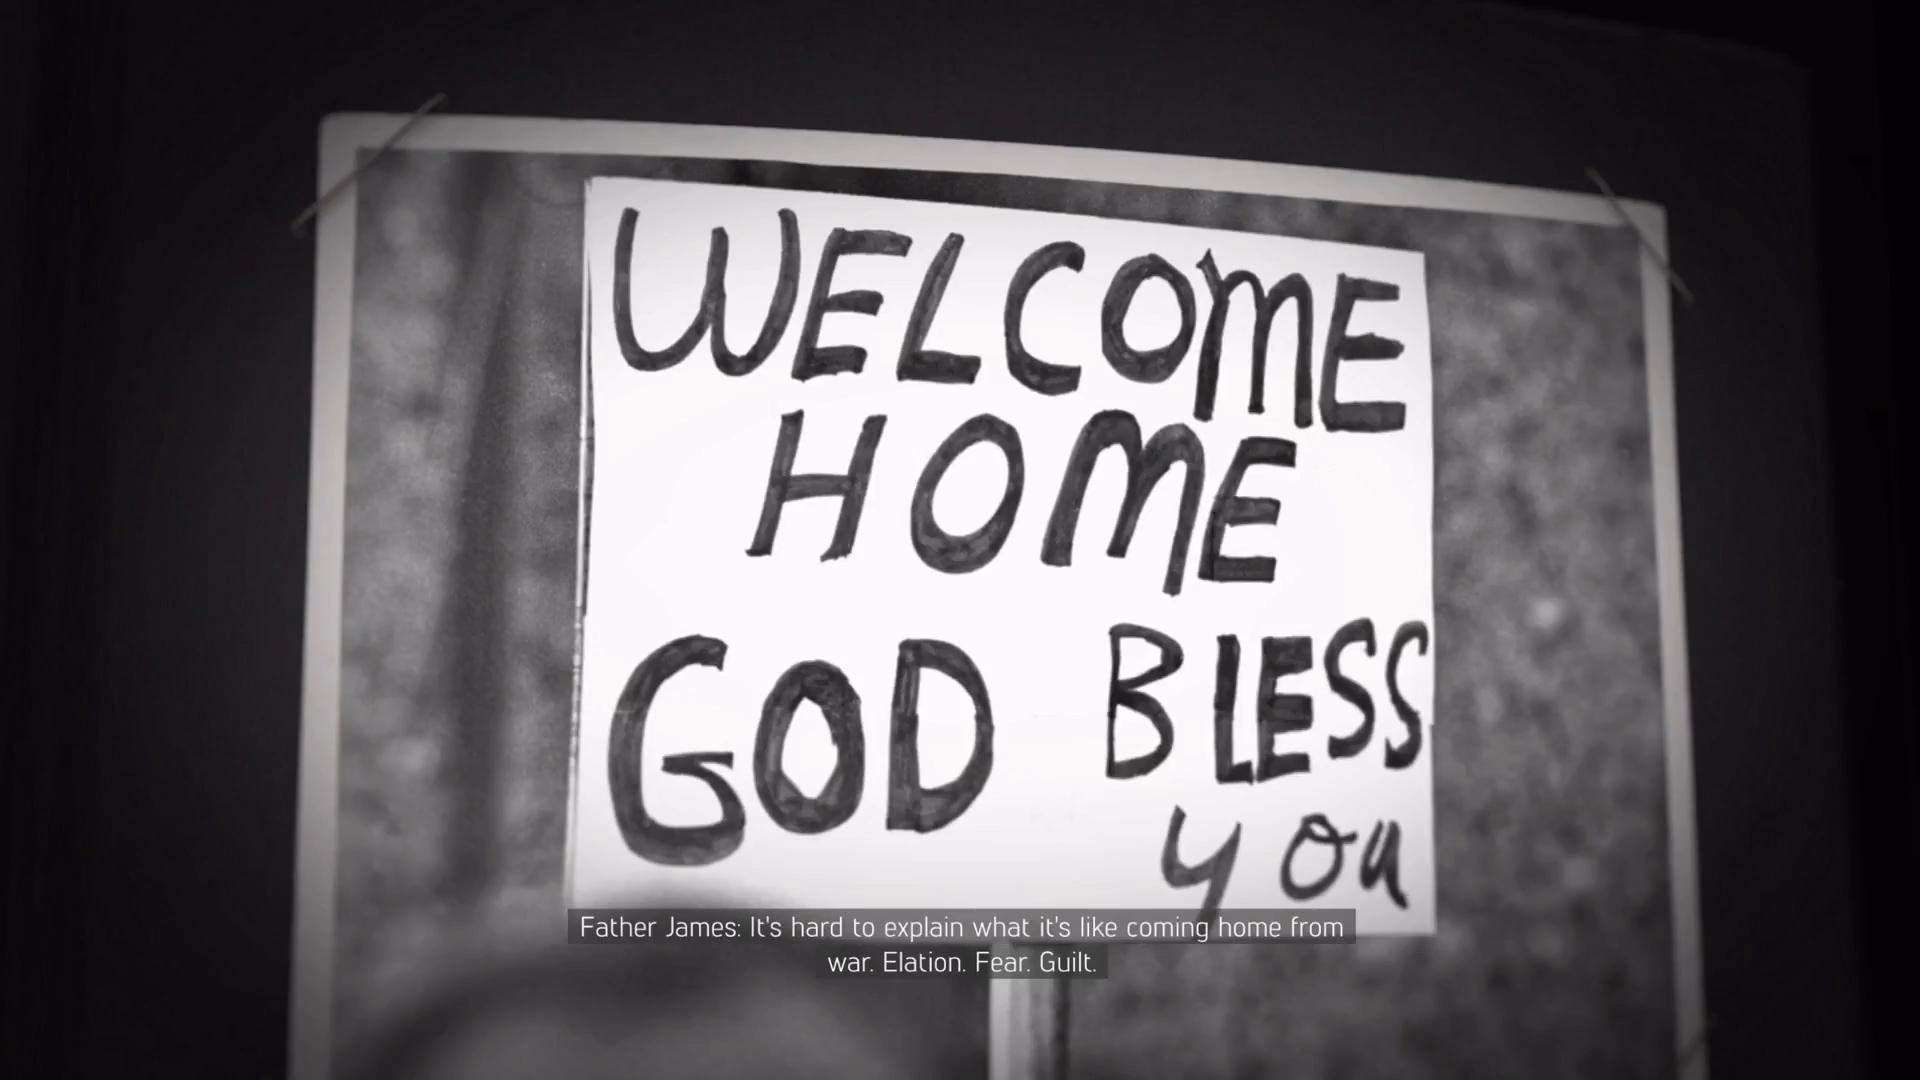 WELCOME
HOME
GOD BLESS
you
Father James: It's hard to explain what it's like coming home from
war. Elation. Fear. Guilt.